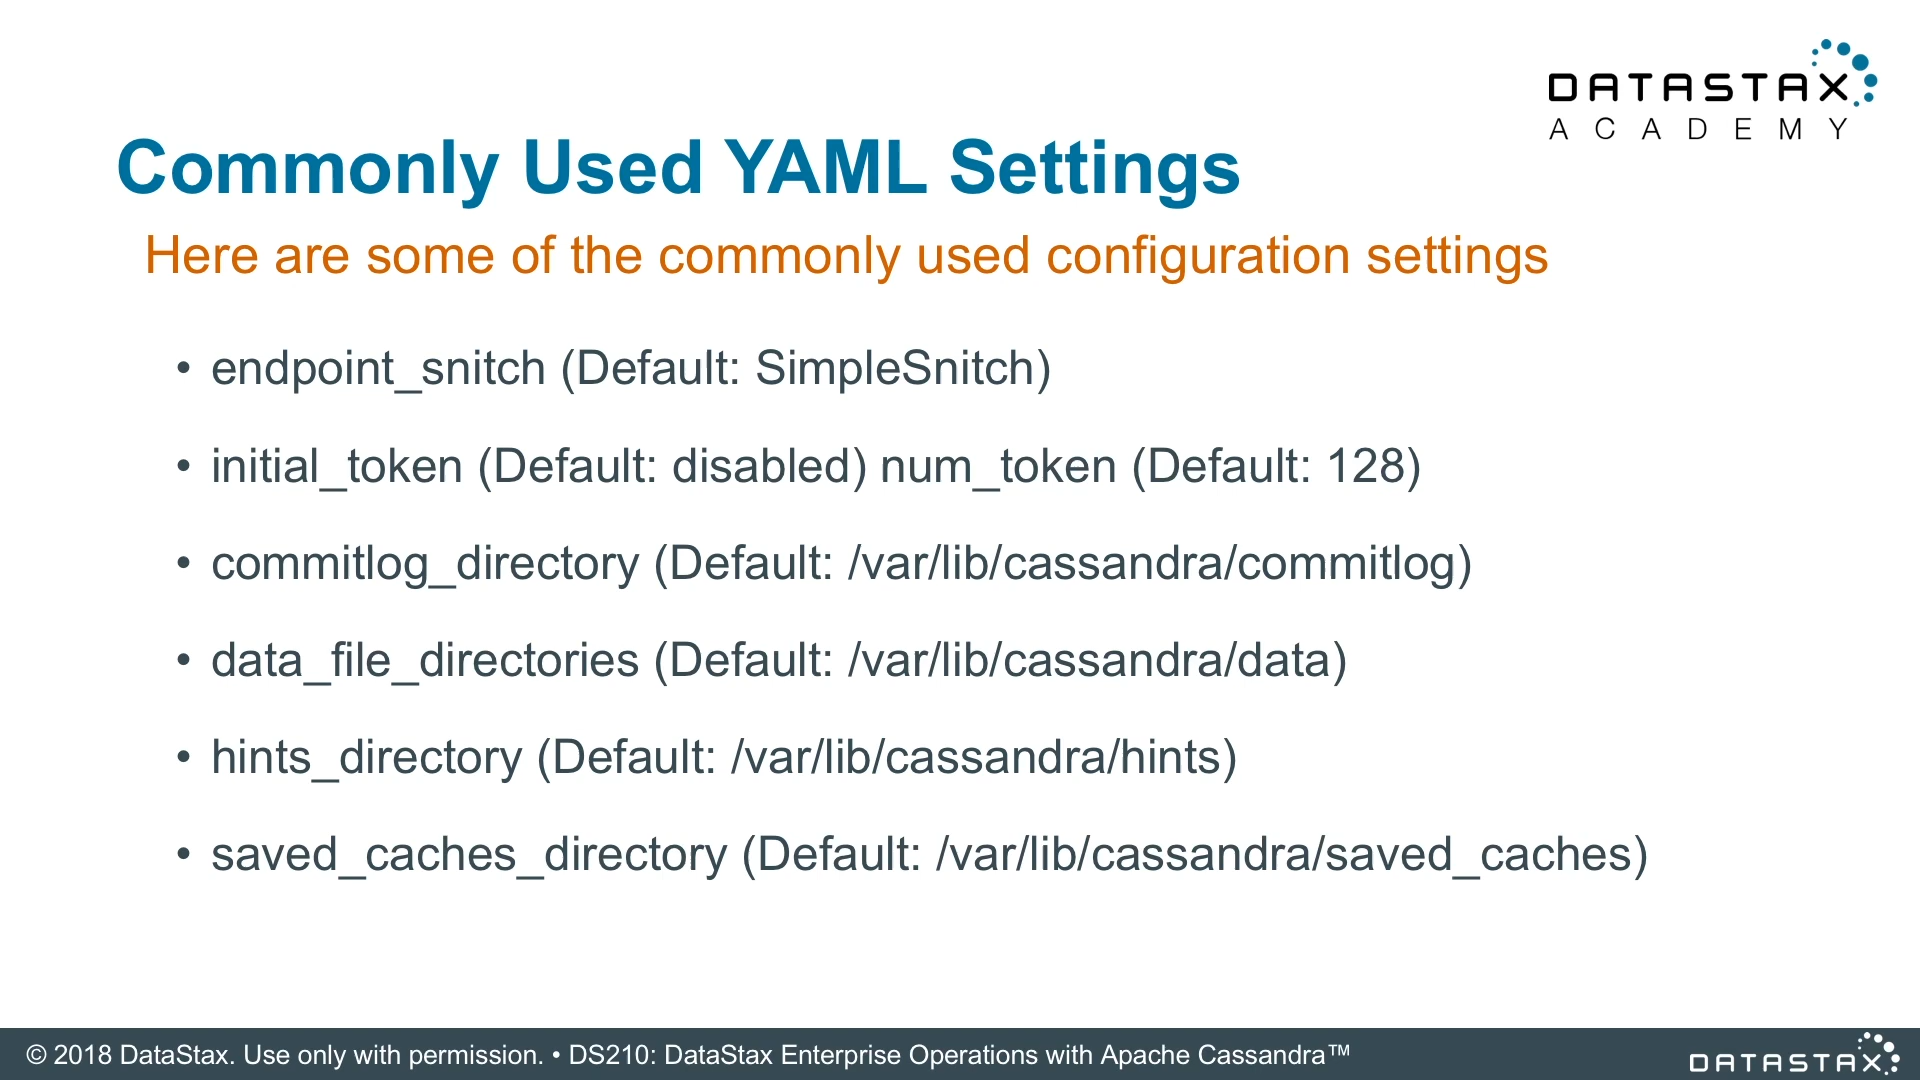 DATASTAX
ACADEMY
Commonly Used YAML Settings
Here are some of the commonly used configuration settings
• endpoint_snitch (Default: SimpleSnitch)
• initial_token (Default: disabled) num_token (Default: 128)
• commitlog_directory (Default: /var/lib/cassandra/commitlog)
• data_file_directories (Default: /var/lib/cassandra/data)
• hints_directory (Default: /var/lib/cassandra/hints)
• saved_caches_directory (Default: /var/lib/cassandra/saved_caches)
© 2018 DataStax. Use only with permission. • DS210: DataStax Enterprise Operations with Apache Cassandra™
DATASTAX